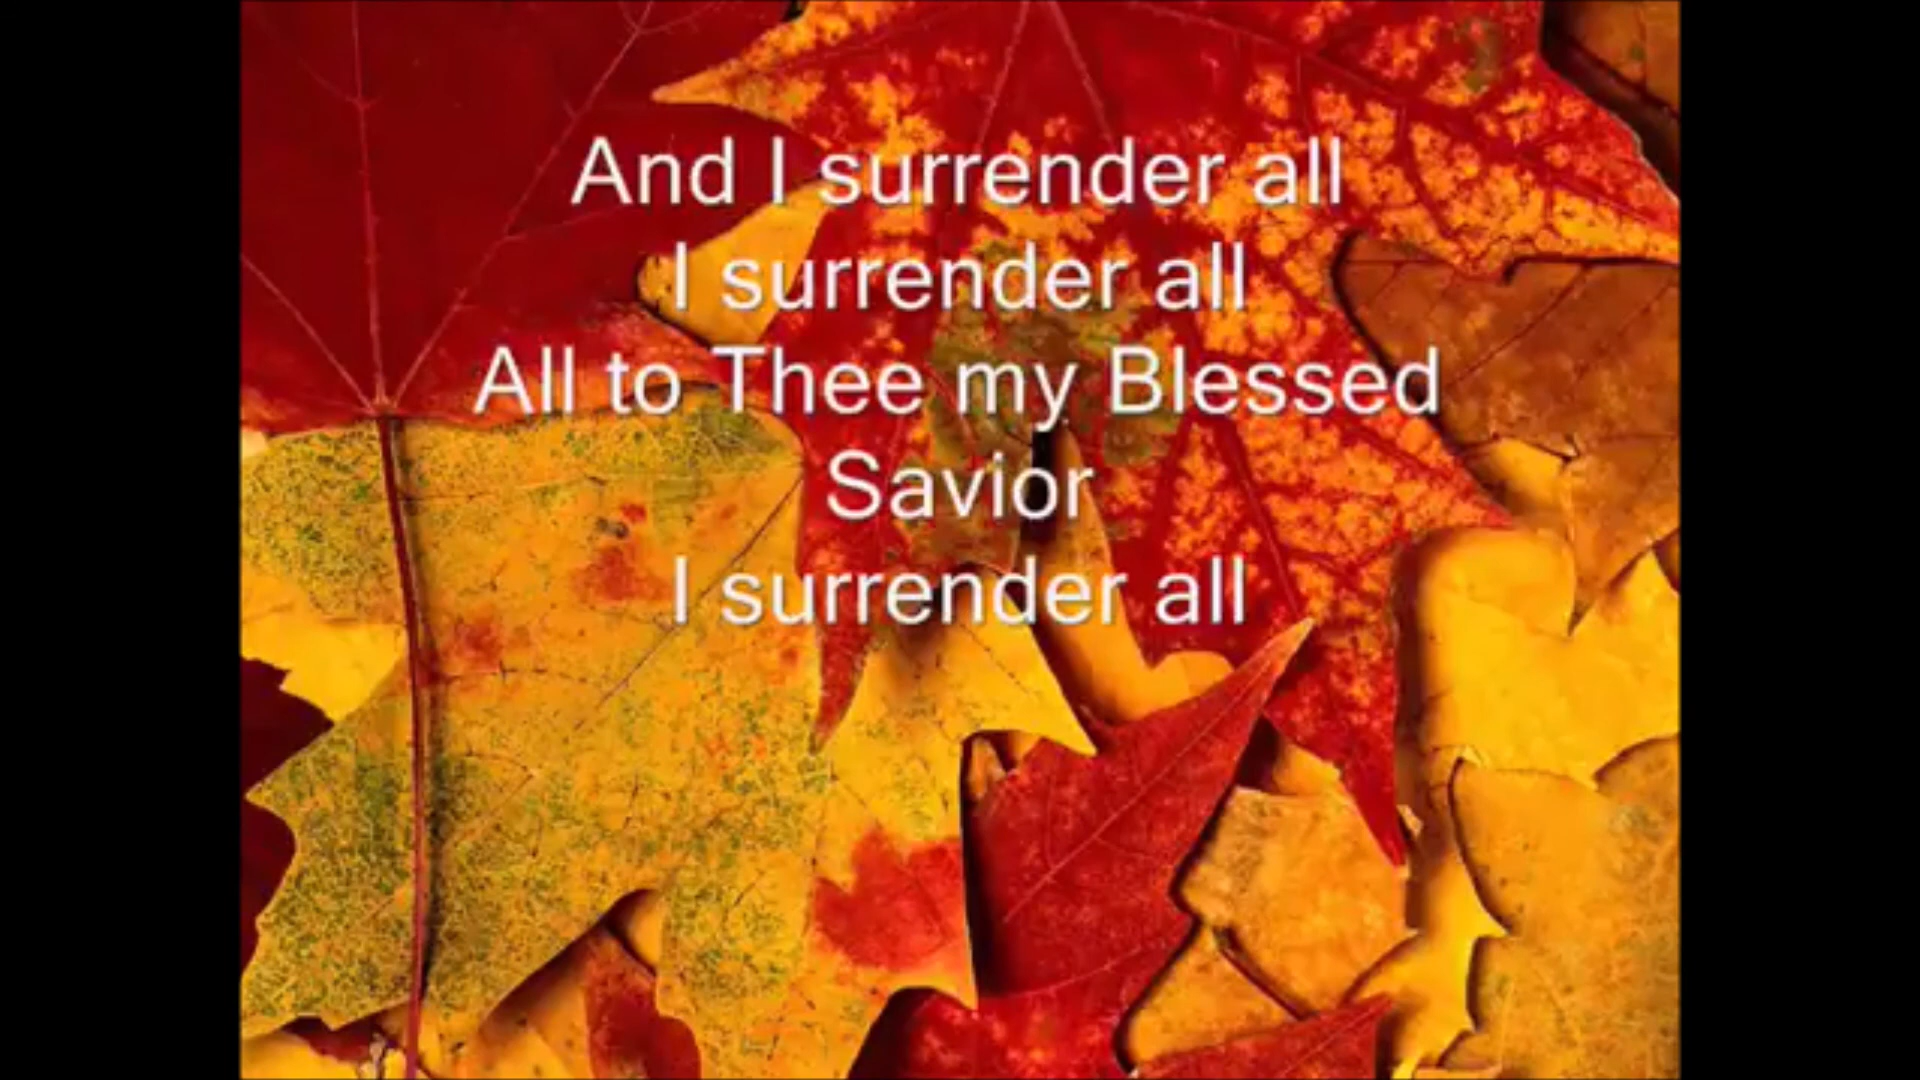 And I surrender all
I surrender all
All to Thee my Blessed
Savior
I surrender all